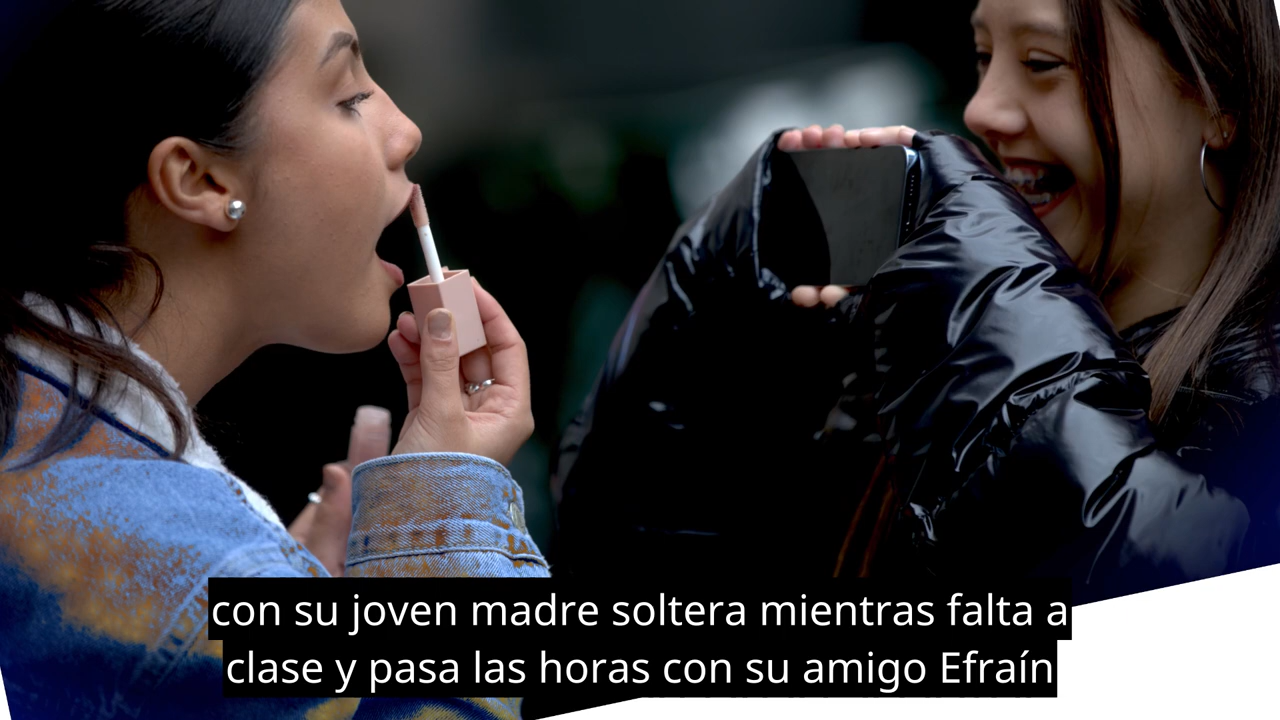 con su joven madre soltera mientras falta a
clase y pasa las horas con su amigo Efraín